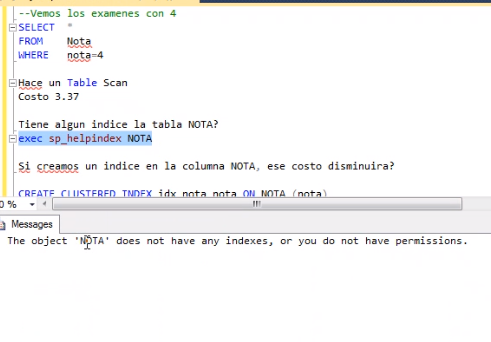 --Vemos los examenes con 4
SELECT *
FROM Nota
WHERE nota=4
Hace un Table Scan
Costo 3.37
Tiene algun indice la tabla NOTA?
exec sp_helpindex NOTA
Si creamos un indice en la columna NOTA, ese costo disminuira?
CREATE CLUSTERED INDEX idx_nota_nota ON NOTA (nota)
0 %
Messages
The object 'NOTA' does not have any indexes, or you do not have permissions.